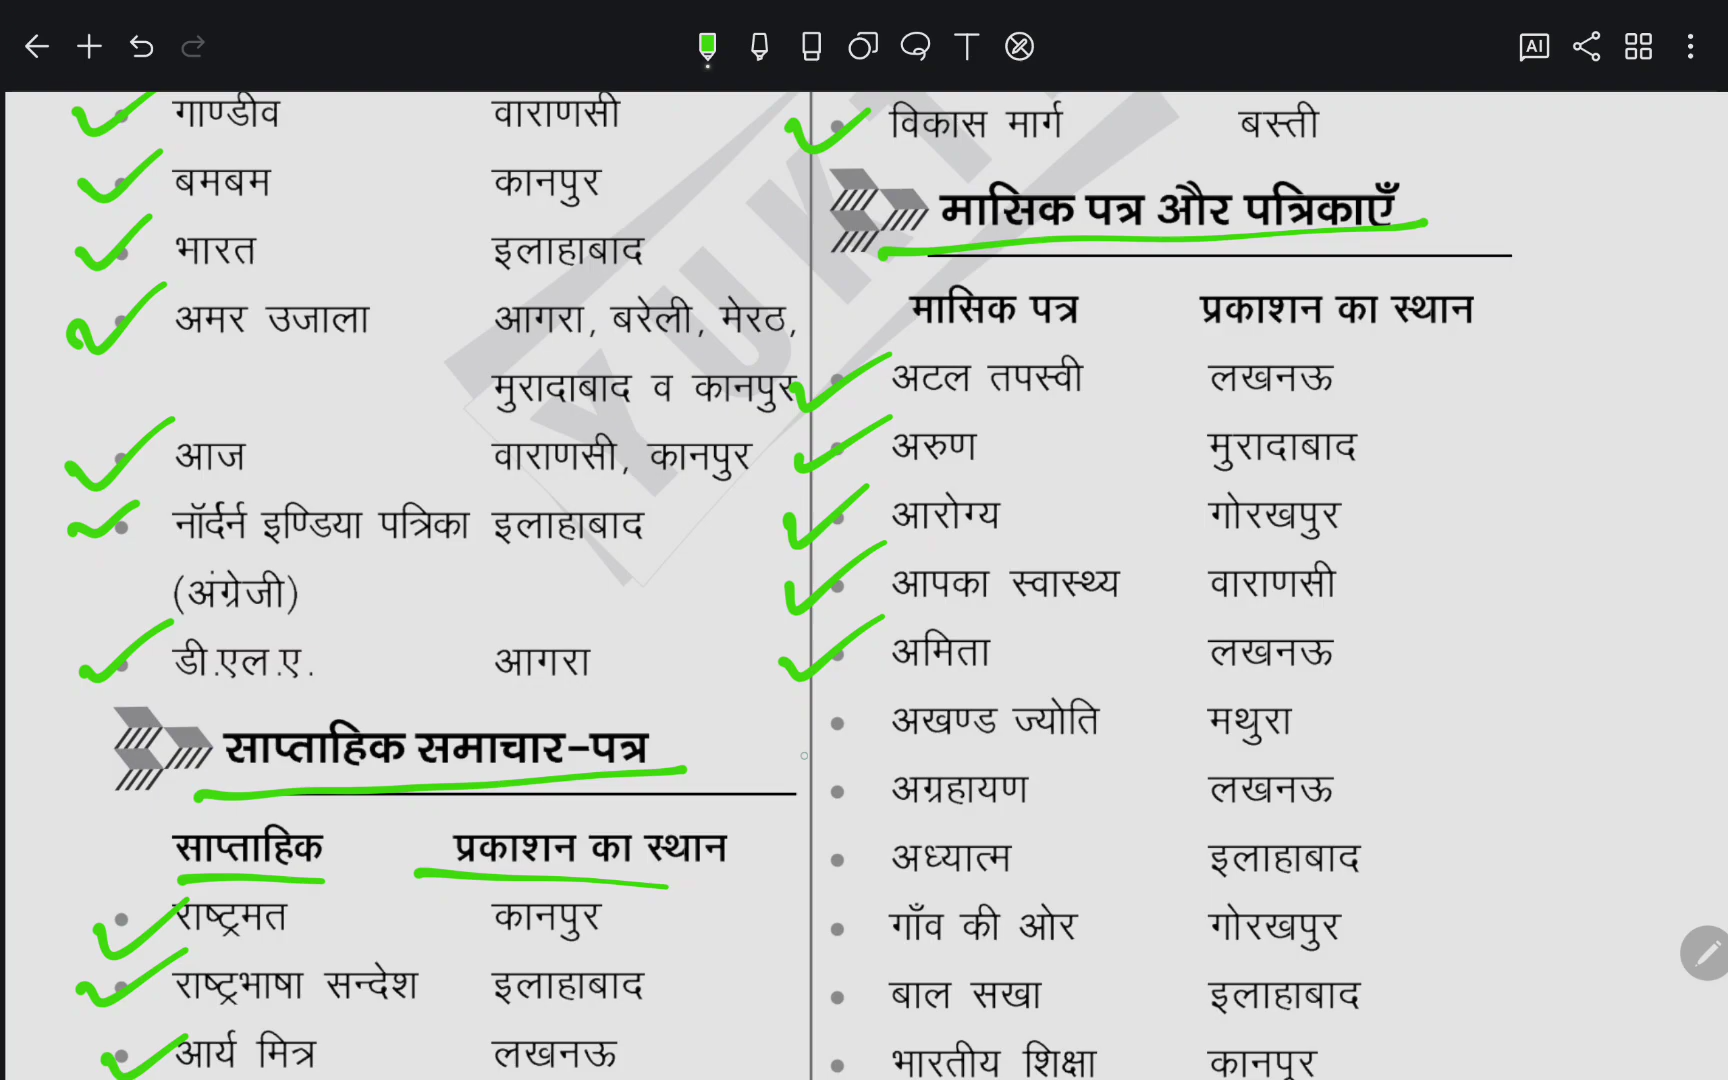 AI
गाण्डीव वाराणसी
बमबम कानपुर
भारत इलाहाबाद
अमर उजाला आगरा, बरेली, मेरठ,
मुरादाबाद व कानपुर
आज वाराणसी, कानपुर
नॉर्दर्न इण्डिया पत्रिका इलाहाबाद
(अंग्रेजी)
डी.एल.ए. आगरा
साप्ताहिक समाचार-पत्र
साप्ताहिक प्रकाशन का स्थान
राष्ट्रमत कानपुर
राष्ट्रभाषा सन्देश इलाहाबाद
आर्य मित्र लखनऊ
विकास मार्ग बस्ती
मासिक पत्र और पत्रिकाएँ
मासिक पत्र प्रकाशन का स्थान
अटल तपस्वी लखनऊ
अरुण मुरादाबाद
आरोग्य गोरखपुर
आपका स्वास्थ्य वाराणसी
अमिता लखनऊ
अखण्ड ज्योति मथुरा
अग्रहायण लखनऊ
अध्यात्म इलाहाबाद
गाँव की ओर गोरखपुर
बाल सखा इलाहाबाद
भारतीय शिक्षा कानपुर